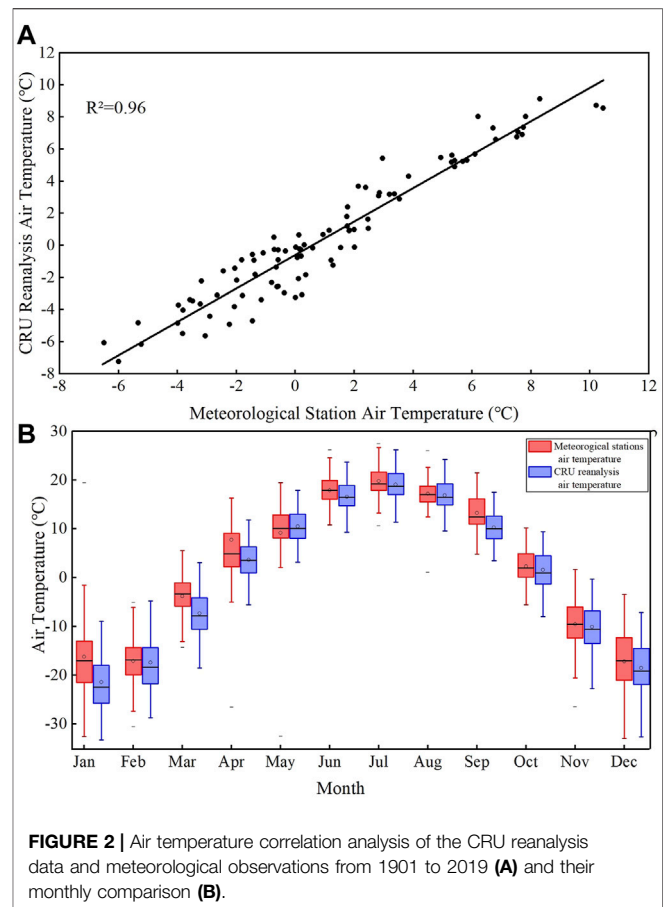 A
12
10
8
6
4
2
0
-2
-4
-6
-8
CRU Reanalysis Air Temperature (°C)
R²=0.96
-8 -6 -4 -2 0 2 4 6 8 10 12
Meteorological Station Air Temperature (°C)
B
30
20
10
0
-10
-20
-30
Air Temperature (°C)
Meteorogical stations
air temperature
CRU reanalysis
air temperature
Jan Feb Mar Apr May Jun Jul Aug Sep Oct Nov Dec
Month
FIGURE 2 | Air temperature correlation analysis of the CRU reanalysis
data and meteorological observations from 1901 to 2019 (A) and their
monthly comparison (B).